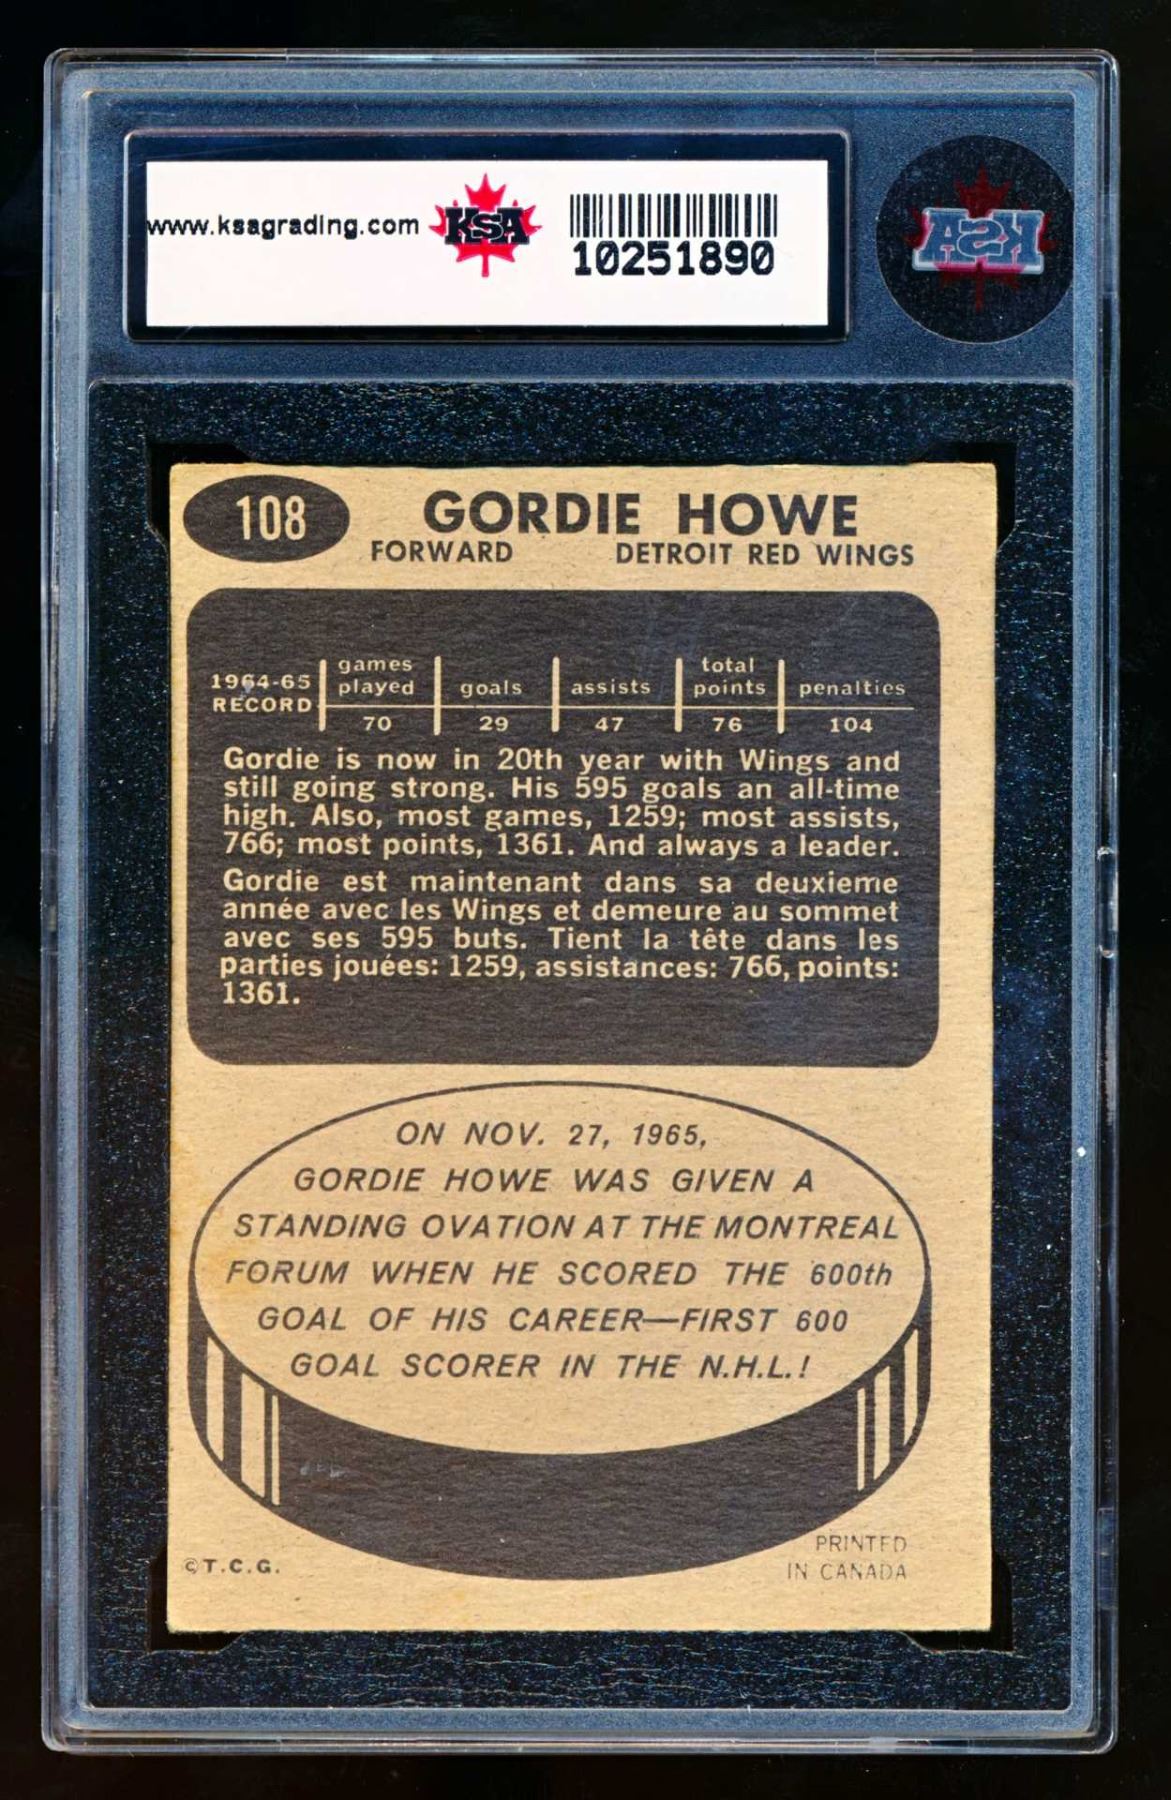 www.ksagrading.com
KSA
10251890
KSA
108
GORDIE HOWE
FORWARD DETROIT RED WINGS
1964-65 RECORD games played goals assists total points penalties
70 29 47 76 104
Gordie is now in 20th year with Wings and
still going strong. His 595 goals an all-time
high. Also, most games, 1259; most assists,
766; most points, 1361. And always a leader.
Gordie est maintenant dans sa deuxieme
année avec les Wings et demeure au sommet
avec ses 595 buts. Tient la tête dans les
parties jouées: 1259, assistances: 766, points:
1361.
ON NOV. 27, 1965,
GORDIE HOWE WAS GIVEN A
STANDING OVATION AT THE MONTREAL
FORUM WHEN HE SCORED THE 600th
GOAL OF HIS CAREER—FIRST 600
GOAL SCORER IN THE N.H.L.!
©T.C.G.
PRINTED
IN CANADA